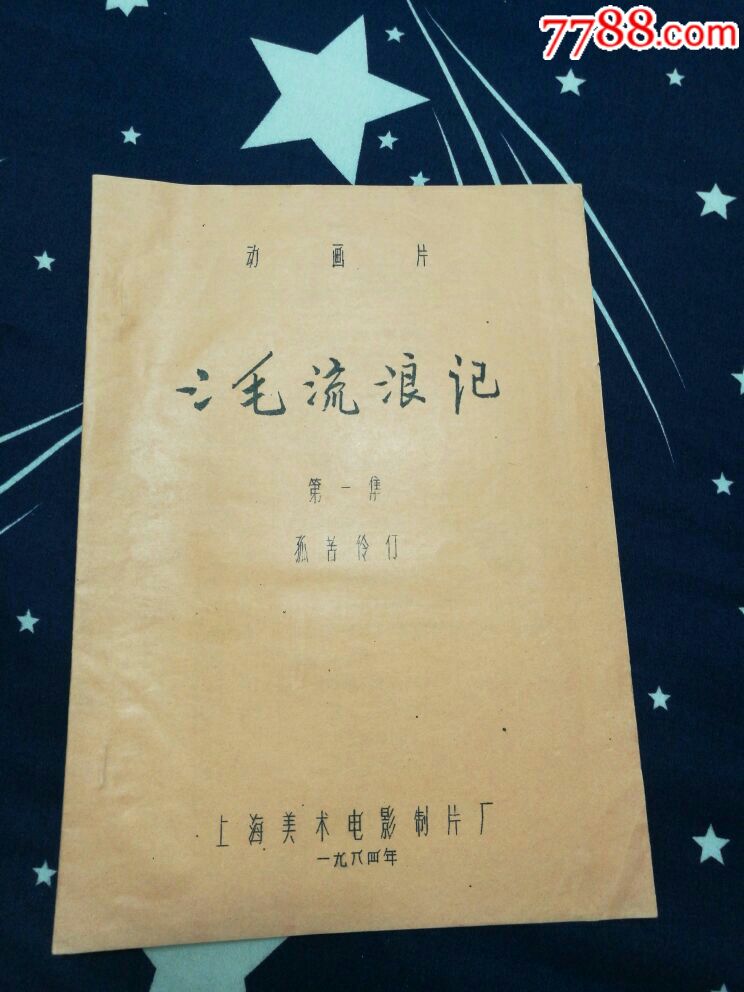 7788.com
动画片
三毛流浪记
第一集
孤苦伶仃
上海美术电影制片厂
一九八四年